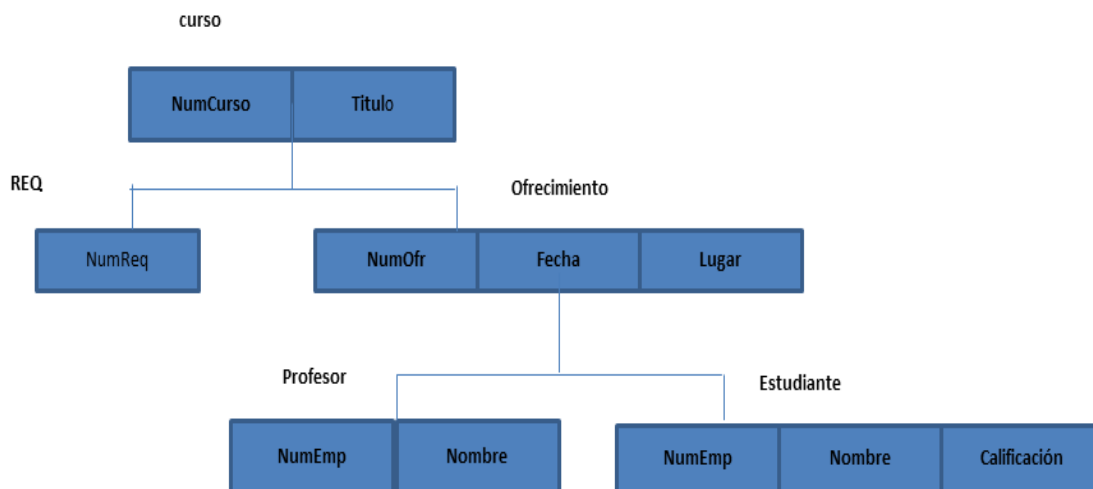 curso
NumCurso Titulo
REQ
Ofrecimiento
NumReq
NumOfr Fecha Lugar
Profesor
Estudiante
NumEmp Nombre
NumEmp Nombre Calificación